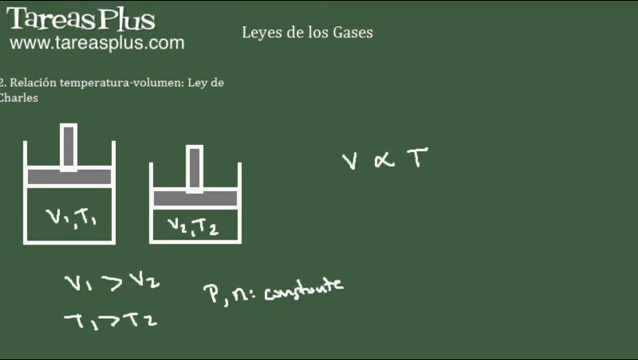 TareasPlus
www.tareasplus.com
Leyes de los Gases
2. Relación temperatura-volumen: Ley de
Charles
V ∝ T
V₁,T₁
V₂,T₂
V₁ > V₂
T₁ > T₂
P, n: constante